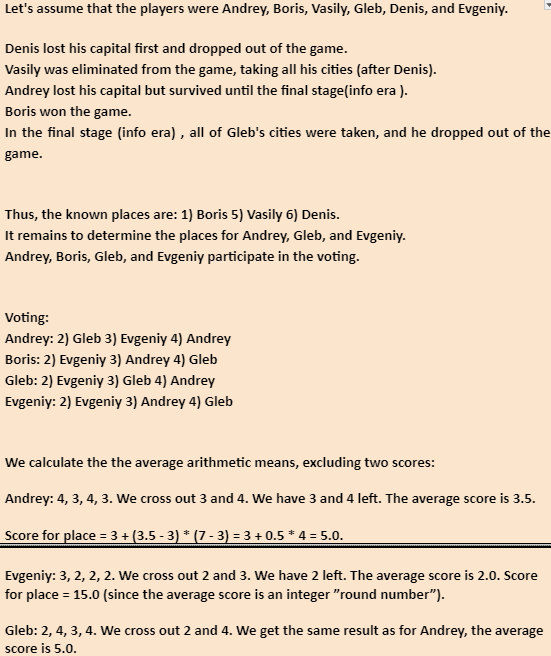 Let's assume that the players were Andrey, Boris, Vasily, Gleb, Denis, and Evgeniy.
Denis lost his capital first and dropped out of the game.
Vasily was eliminated from the game, taking all his cities (after Denis).
Andrey lost his capital but survived until the final stage(info era ).
Boris won the game.
In the final stage (info era) , all of Gleb's cities were taken, and he dropped out of the
game.
Thus, the known places are: 1) Boris 5) Vasily 6) Denis.
It remains to determine the places for Andrey, Gleb, and Evgeniy.
Andrey, Boris, Gleb, and Evgeniy participate in the voting.
Voting:
Andrey: 2) Gleb 3) Evgeniy 4) Andrey
Boris: 2) Evgeniy 3) Andrey 4) Gleb
Gleb: 2) Evgeniy 3) Gleb 4) Andrey
Evgeniy: 2) Evgeniy 3) Andrey 4) Gleb
We calculate the the average arithmetic means, excluding two scores:
Andrey: 4, 3, 4, 3. We cross out 3 and 4. We have 3 and 4 left. The average score is 3.5.
Score for place = 3 + (3.5 - 3) * (7 - 3) = 3 + 0.5 * 4 = 5.0.
Evgeniy: 3, 2, 2, 2. We cross out 2 and 3. We have 2 left. The average score is 2.0. Score
for place = 15.0 (since the average score is an integer ”round number”).
Gleb: 2, 4, 3, 4. We cross out 2 and 4. We get the same result as for Andrey, the average
score is 5.0.